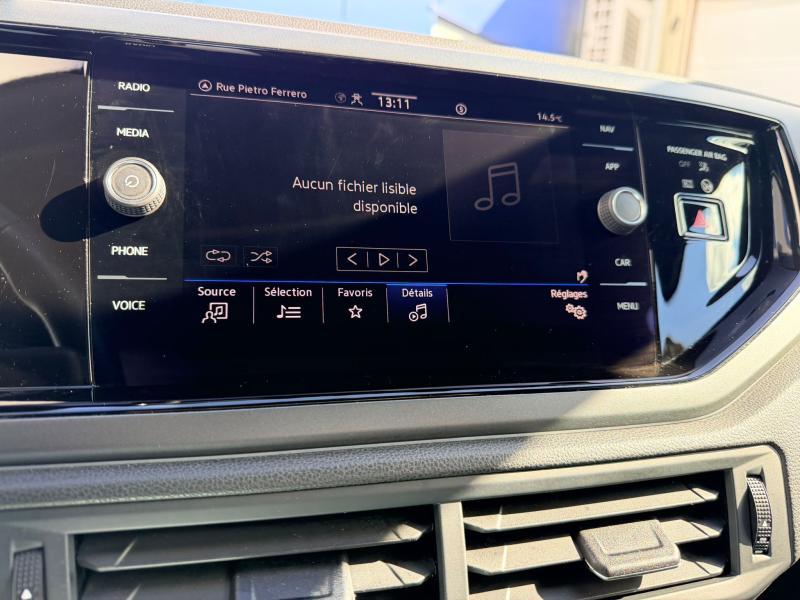 RADIO
MEDIA
PHONE
VOICE
Rue Pietro Ferrero
13:11
14.5°C
Aucun fichier lisible
disponible
Source
Sélection
Favoris
Détails
Réglages
NAV
APP
CAR
MENU
PASSENGER AIR BAG
OFF